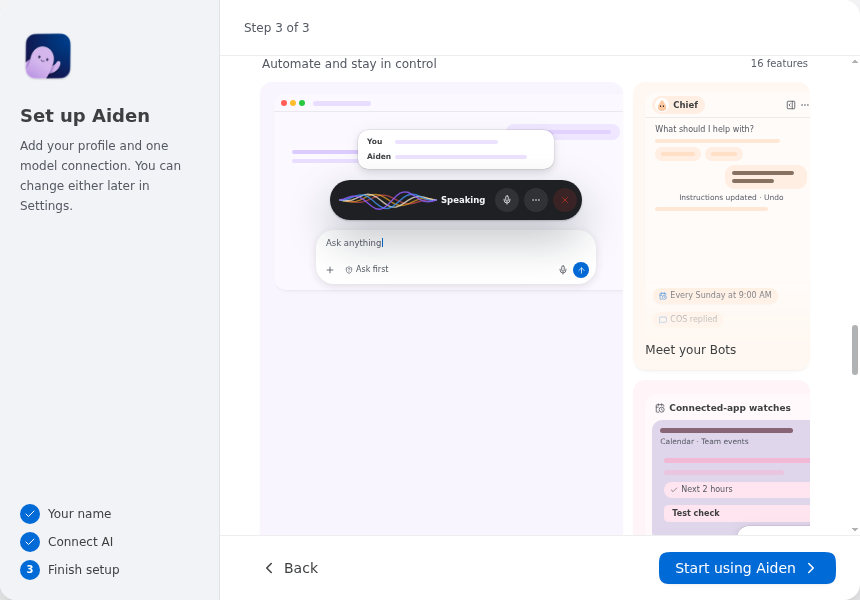 Step 3 of 3
Set up Aiden
Add your profile and one
model connection. You can
change either later in
Settings.
Your name
Connect AI
3 Finish setup
Automate and stay in control
16 features
You
Aiden
Speaking
Ask anything
Ask first
Chief
What should I help with?
Instructions updated · Undo
Every Sunday at 9:00 AM
COS replied
Meet your Bots
Connected-app watches
Calendar · Team events
Next 2 hours
Test check
Back
Start using Aiden